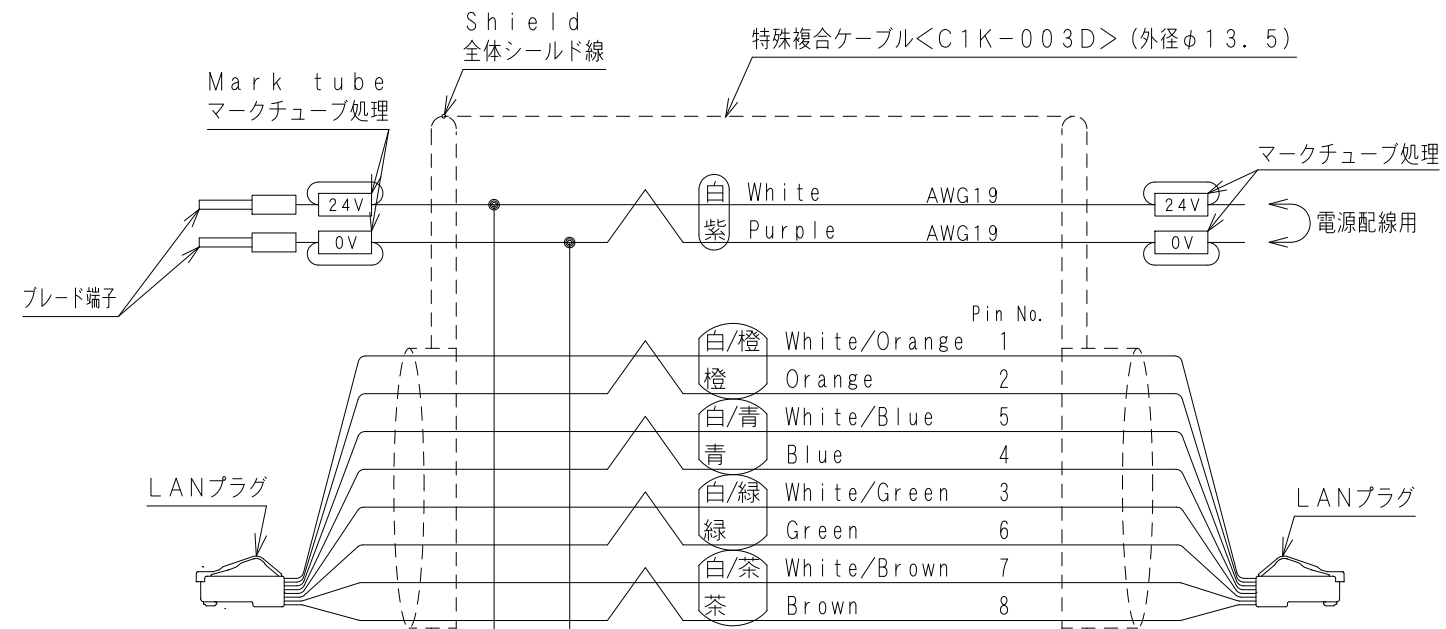 Shield
全体シールド線
特殊複合ケーブル<C1K-003D>(外径φ13.5)
Mark tube
マークチューブ処理
マークチューブ処理
24V 白 White AWG19 24V
0V 紫 Purple AWG19 0V
電源配線用
ブレード端子
Pin No.
白/橙 White/Orange 1
橙 Orange 2
白/青 White/Blue 5
青 Blue 4
白/緑 White/Green 3
緑 Green 6
白/茶 White/Brown 7
茶 Brown 8
LANプラグ
LANプラグ